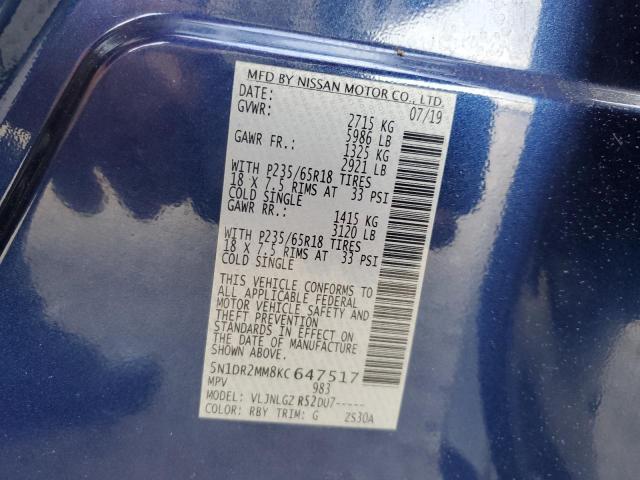 MFD BY NISSAN MOTOR CO., LTD.
DATE: 07/19
GVWR: 2715 KG
5986 LB
GAWR FR.: 1325 KG
2921 LB
WITH P235/65R18 TIRES
18 X 7.5 RIMS AT 33 PSI
COLD SINGLE
GAWR RR.: 1415 KG
3120 LB
WITH P235/65R18 TIRES
18 X 7.5 RIMS AT 33 PSI
COLD SINGLE
THIS VEHICLE CONFORMS TO
ALL APPLICABLE FEDERAL
MOTOR VEHICLE SAFETY AND
THEFT PREVENTION
STANDARDS IN EFFECT ON
THE DATE OF MANUFACTURE
SHOWN ABOVE.
5N1DR2MM8KC647517
MPV 983
MODEL: VLJNLGZ RS2DU7-----
COLOR: RBY TRIM: G ZS30A